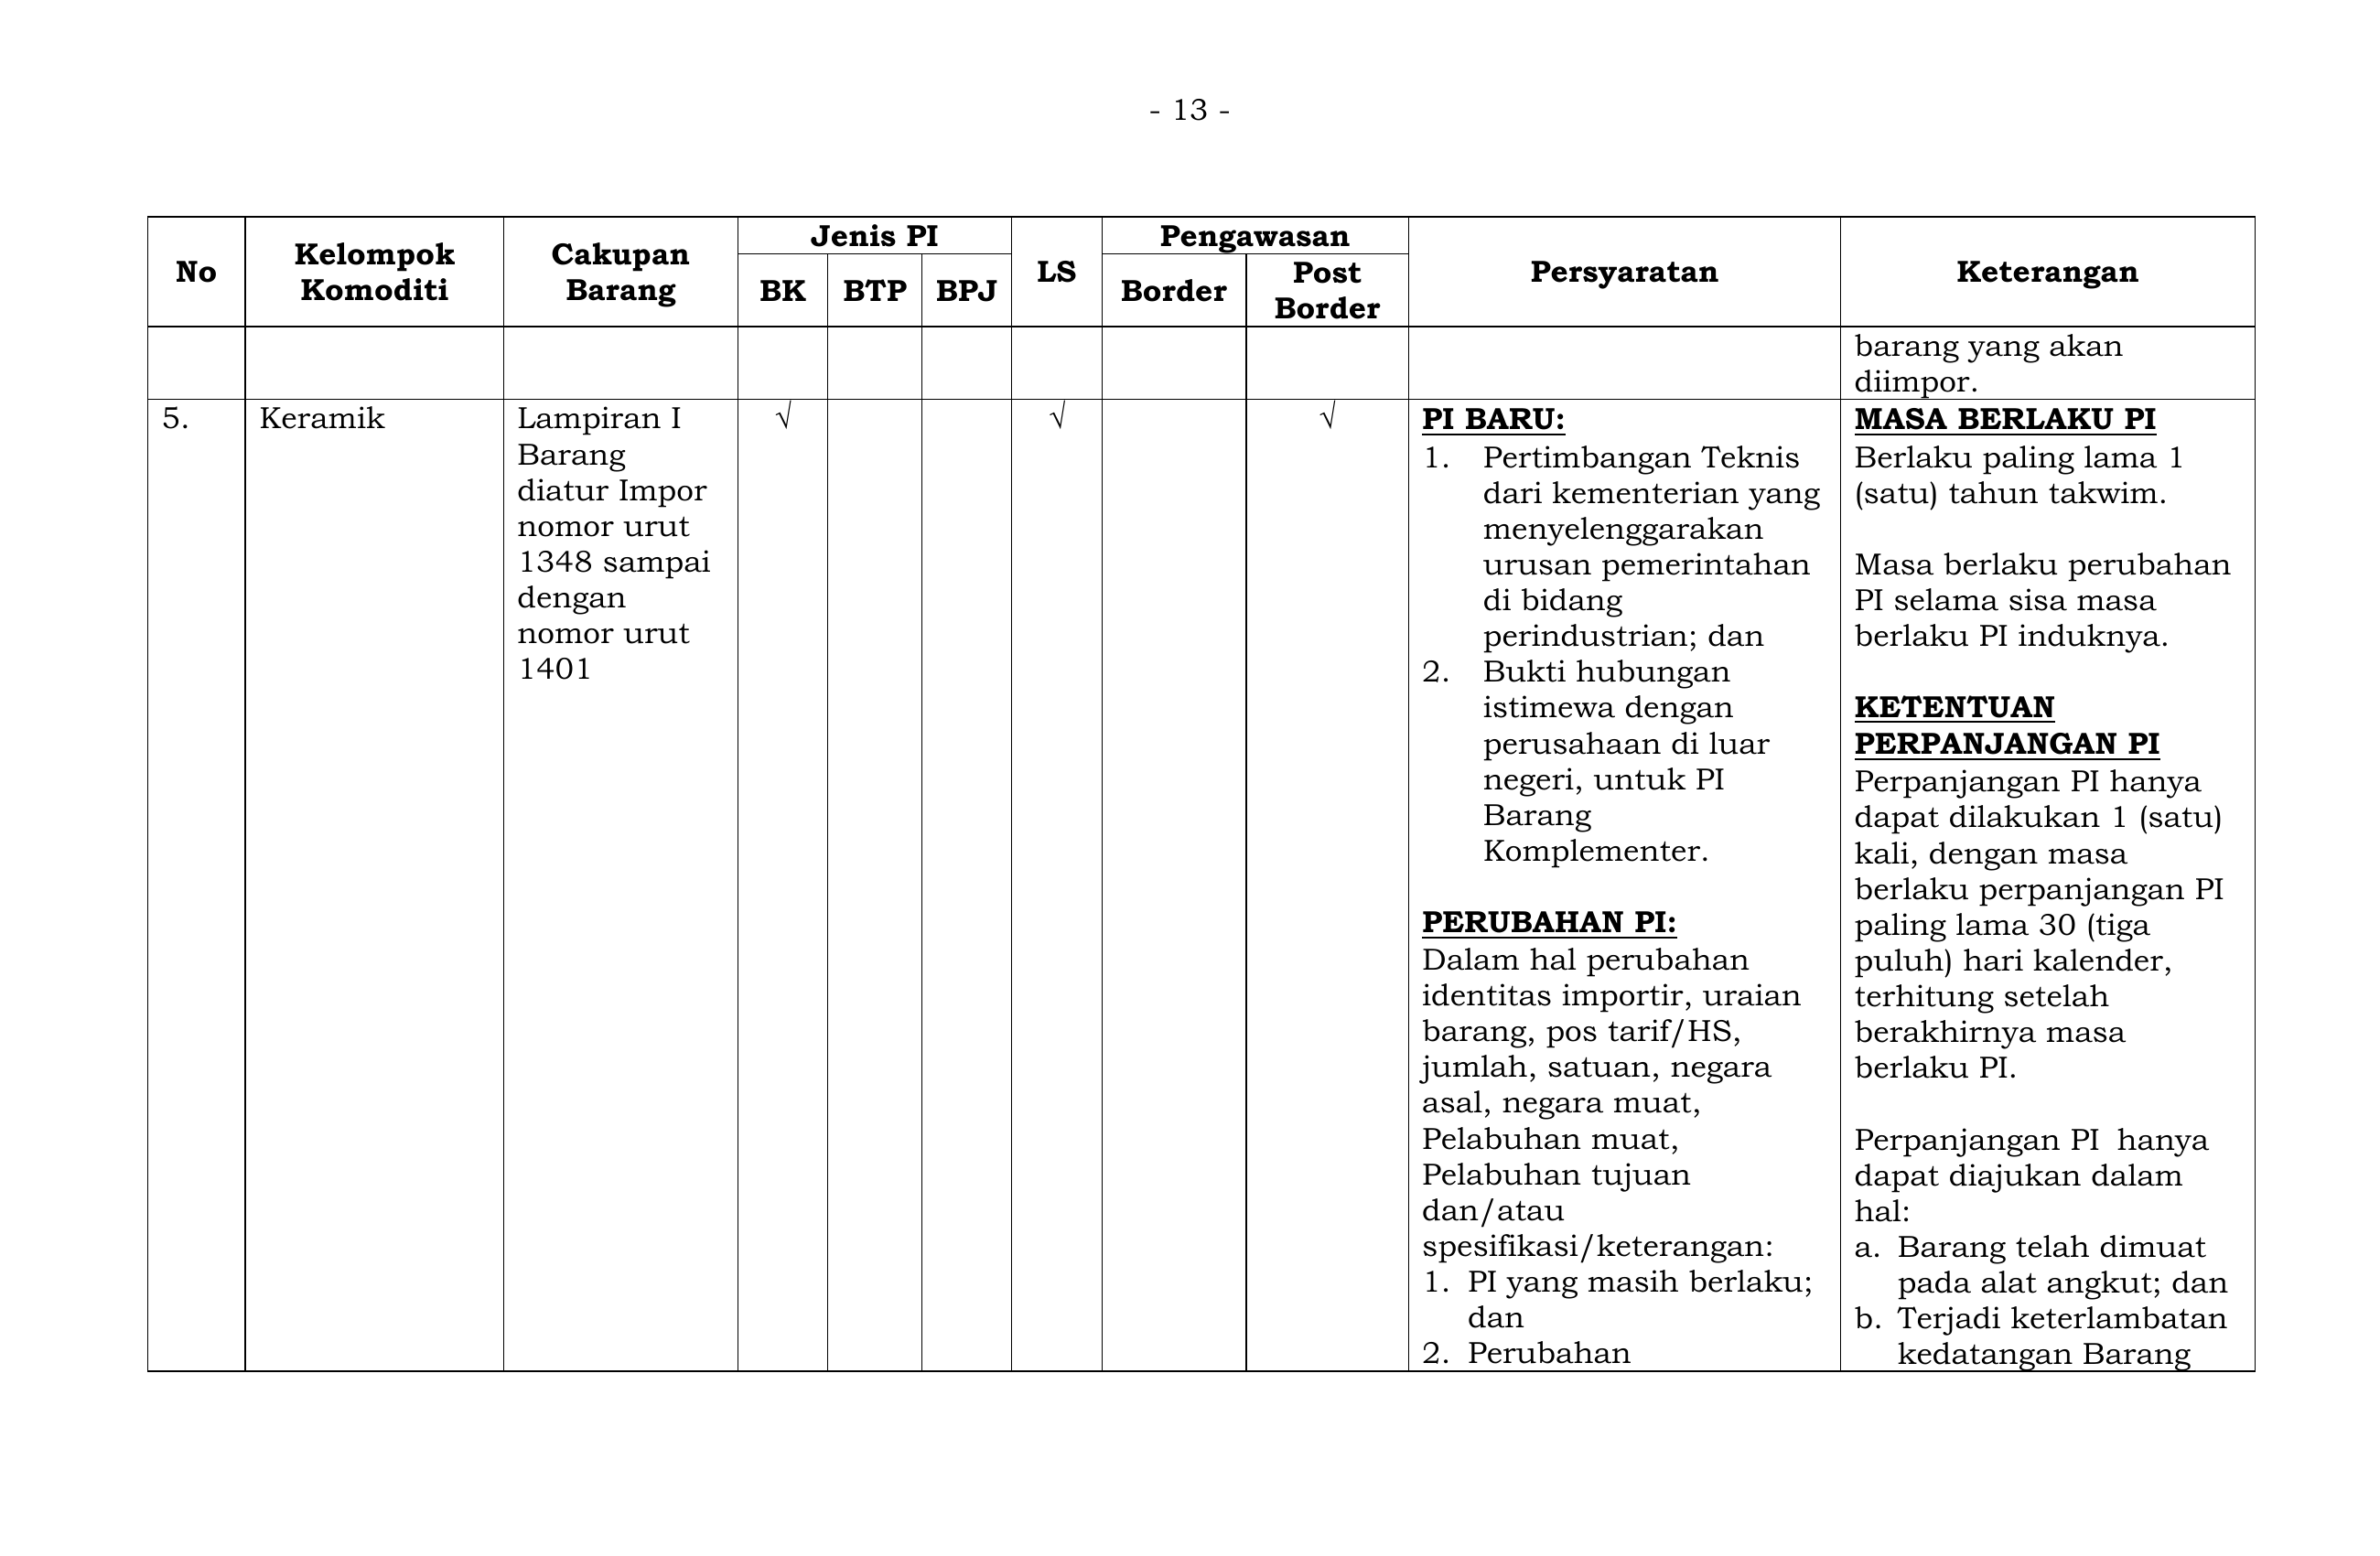 - 13 -
No
Kelompok
Komoditi
Cakupan
Barang
Jenis PI
BK
BTP
BPJ
LS
Pengawasan
Border
Post
Border
Persyaratan
Keterangan
barang yang akan
diimpor.
5.
Keramik
Lampiran I
Barang
diatur Impor
nomor urut
1348 sampai
dengan
nomor urut
1401
√
√
√
PI BARU:
1. Pertimbangan Teknis
dari kementerian yang
menyelenggarakan
urusan pemerintahan
di bidang
perindustrian; dan
2. Bukti hubungan
istimewa dengan
perusahaan di luar
negeri, untuk PI
Barang
Komplementer.
PERUBAHAN PI:
Dalam hal perubahan
identitas importir, uraian
barang, pos tarif/HS,
jumlah, satuan, negara
asal, negara muat,
Pelabuhan muat,
Pelabuhan tujuan
dan/atau
spesifikasi/keterangan:
1. PI yang masih berlaku;
dan
2. Perubahan
MASA BERLAKU PI
Berlaku paling lama 1
(satu) tahun takwim.
Masa berlaku perubahan
PI selama sisa masa
berlaku PI induknya.
KETENTUAN
PERPANJANGAN PI
Perpanjangan PI hanya
dapat dilakukan 1 (satu)
kali, dengan masa
berlaku perpanjangan PI
paling lama 30 (tiga
puluh) hari kalender,
terhitung setelah
berakhirnya masa
berlaku PI.
Perpanjangan PI  hanya
dapat diajukan dalam
hal:
a. Barang telah dimuat
pada alat angkut; dan
b. Terjadi keterlambatan
kedatangan Barang